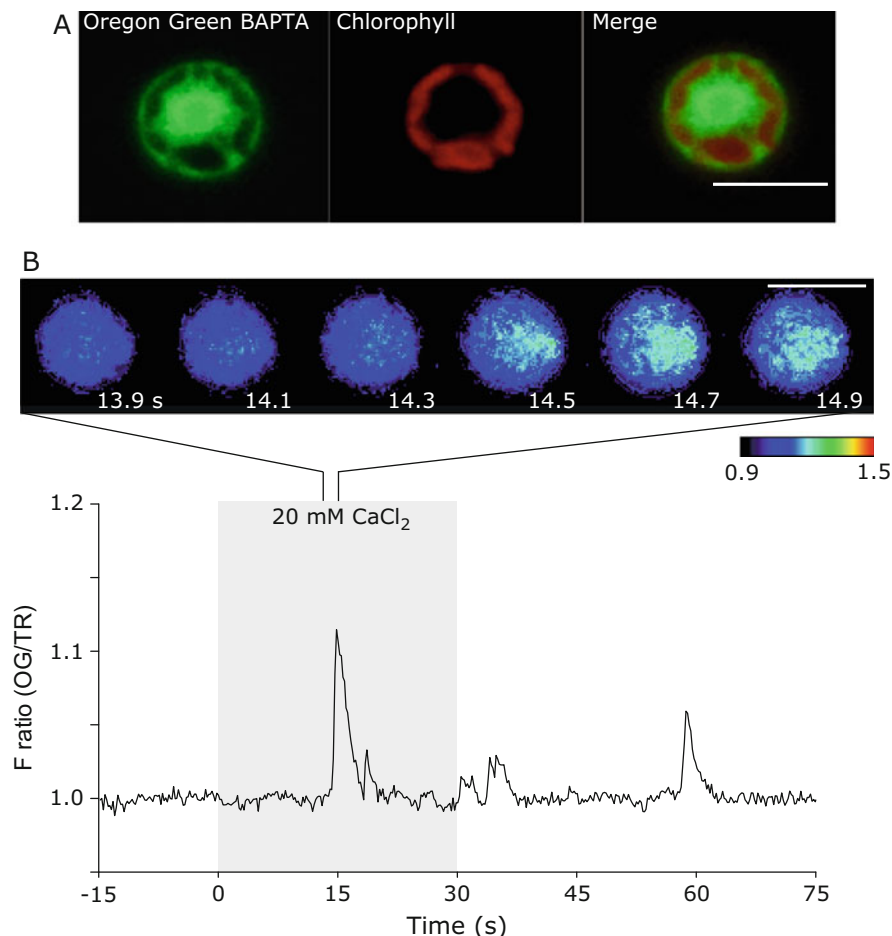 A
Oregon Green BAPTA Chlorophyll Merge
B
13.9 s 14.1 14.3 14.5 14.7 14.9
0.9 1.5
20 mM CaCl₂
1.2
1.1
1.0
F ratio (OG/TR)
-15 0 15 30 45 60 75
Time (s)